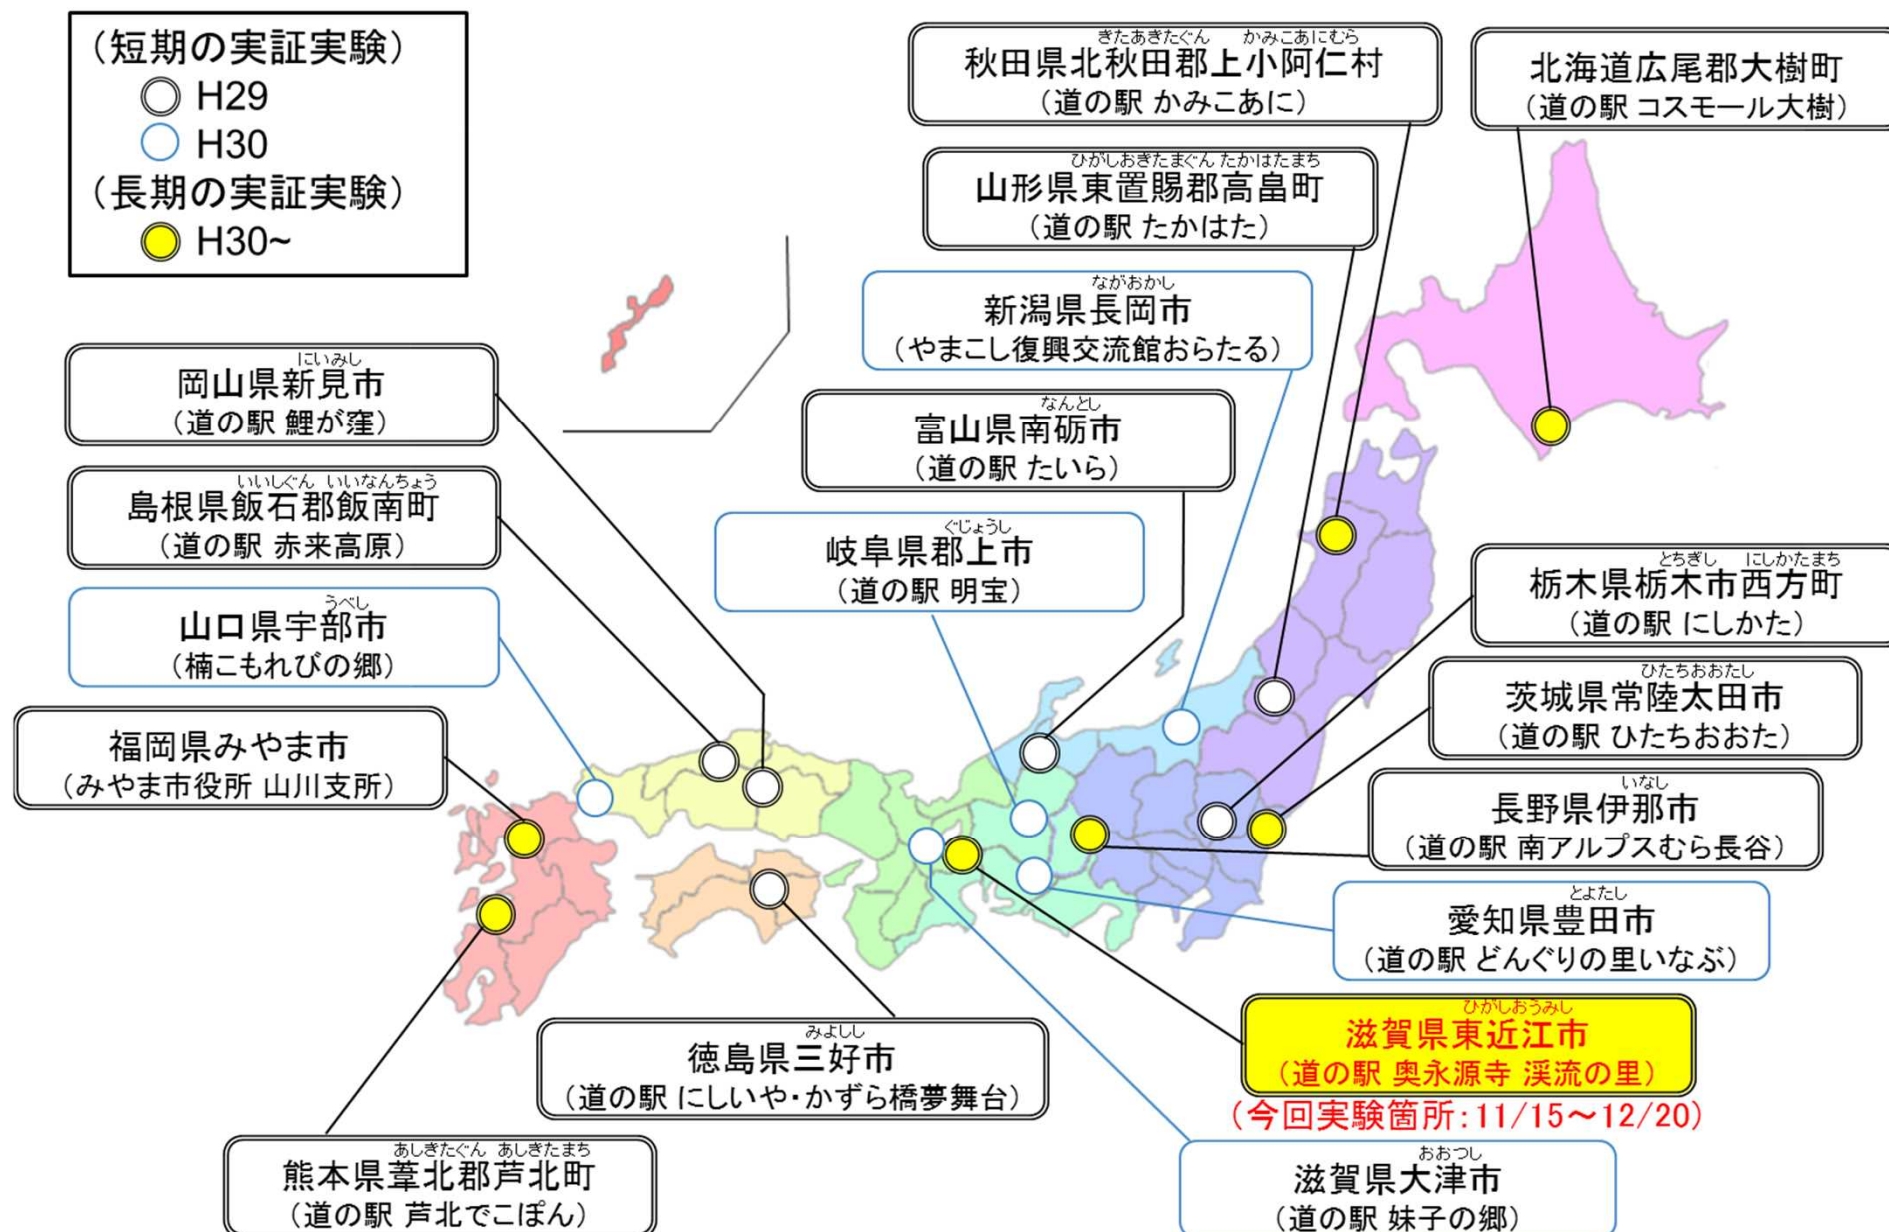 （短期の実証実験）
H29
H30
（長期の実証実験）
H30~
きたあきたぐん かみこあにむら
秋田県北秋田郡上小阿仁村
（道の駅 かみこあに）
北海道広尾郡大樹町
（道の駅 コスモール大樹）
ひがしおきたまぐん たかはたまち
山形県東置賜郡高畠町
（道の駅 たかはた）
ながおかし
新潟県長岡市
（やまこし復興交流館おらたる）
にいみし
岡山県新見市
（道の駅 鯉が窪）
なんとし
富山県南砺市
（道の駅 たいら）
いいしぐん いいなんちょう
島根県飯石郡飯南町
（道の駅 赤来高原）
ぐじょうし
岐阜県郡上市
（道の駅 明宝）
とちぎし にしかたまち
栃木県栃木市西方町
（道の駅 にしかた）
うべし
山口県宇部市
（楠こもれびの郷）
ひたちおおたし
茨城県常陸太田市
（道の駅 ひたちおおた）
福岡県みやま市
（みやま市役所 山川支所）
いなし
長野県伊那市
（道の駅 南アルプスむら長谷）
とよたし
愛知県豊田市
（道の駅 どんぐりの里いなぶ）
ひがしおうみし
滋賀県東近江市
（道の駅 奥永源寺 渓流の里）
（今回実験箇所：11/15～12/20）
みよしし
徳島県三好市
（道の駅 にしいや・かずら橋夢舞台）
あしきたぐん あしきたまち
熊本県葦北郡芦北町
（道の駅 芦北でこぽん）
おおつし
滋賀県大津市
（道の駅 妹子の郷）